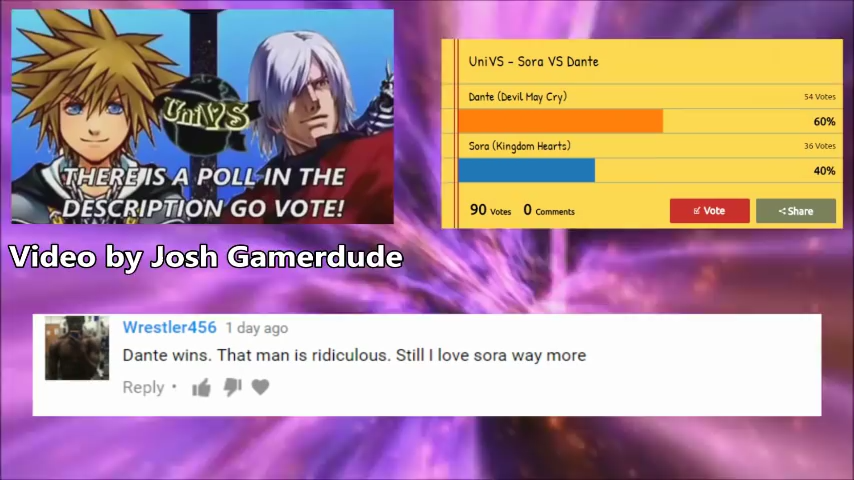 UniVS
THERE IS A POLL IN THE
DESCRIPTION GO VOTE!
UniVS - Sora VS Dante
Dante (Devil May Cry)
54 Votes
60%
Sora (Kingdom Hearts)
36 Votes
40%
90 Votes 0 Comments
Vote
Share
Video by Josh Gamerdude
Wrestler456 1 day ago
Dante wins. That man is ridiculous. Still I love sora way more
Reply •